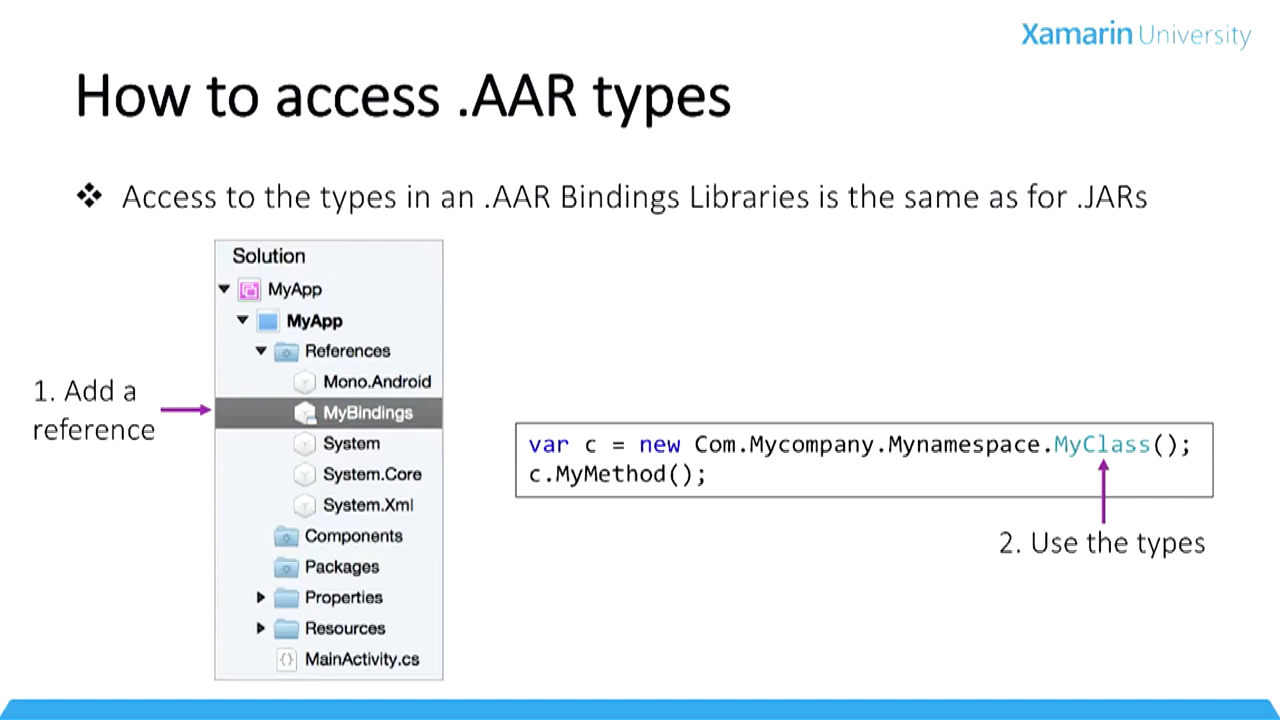 Xamarin University
How to access .AAR types
❖ Access to the types in an .AAR Bindings Libraries is the same as for .JARs
Solution
MyApp
MyApp
References
Mono.Android
MyBindings
System
System.Core
System.Xml
Components
Packages
Properties
Resources
{} MainActivity.cs
1. Add a
reference
var c = new Com.Mycompany.Mynamespace.MyClass();
c.MyMethod();
2. Use the types